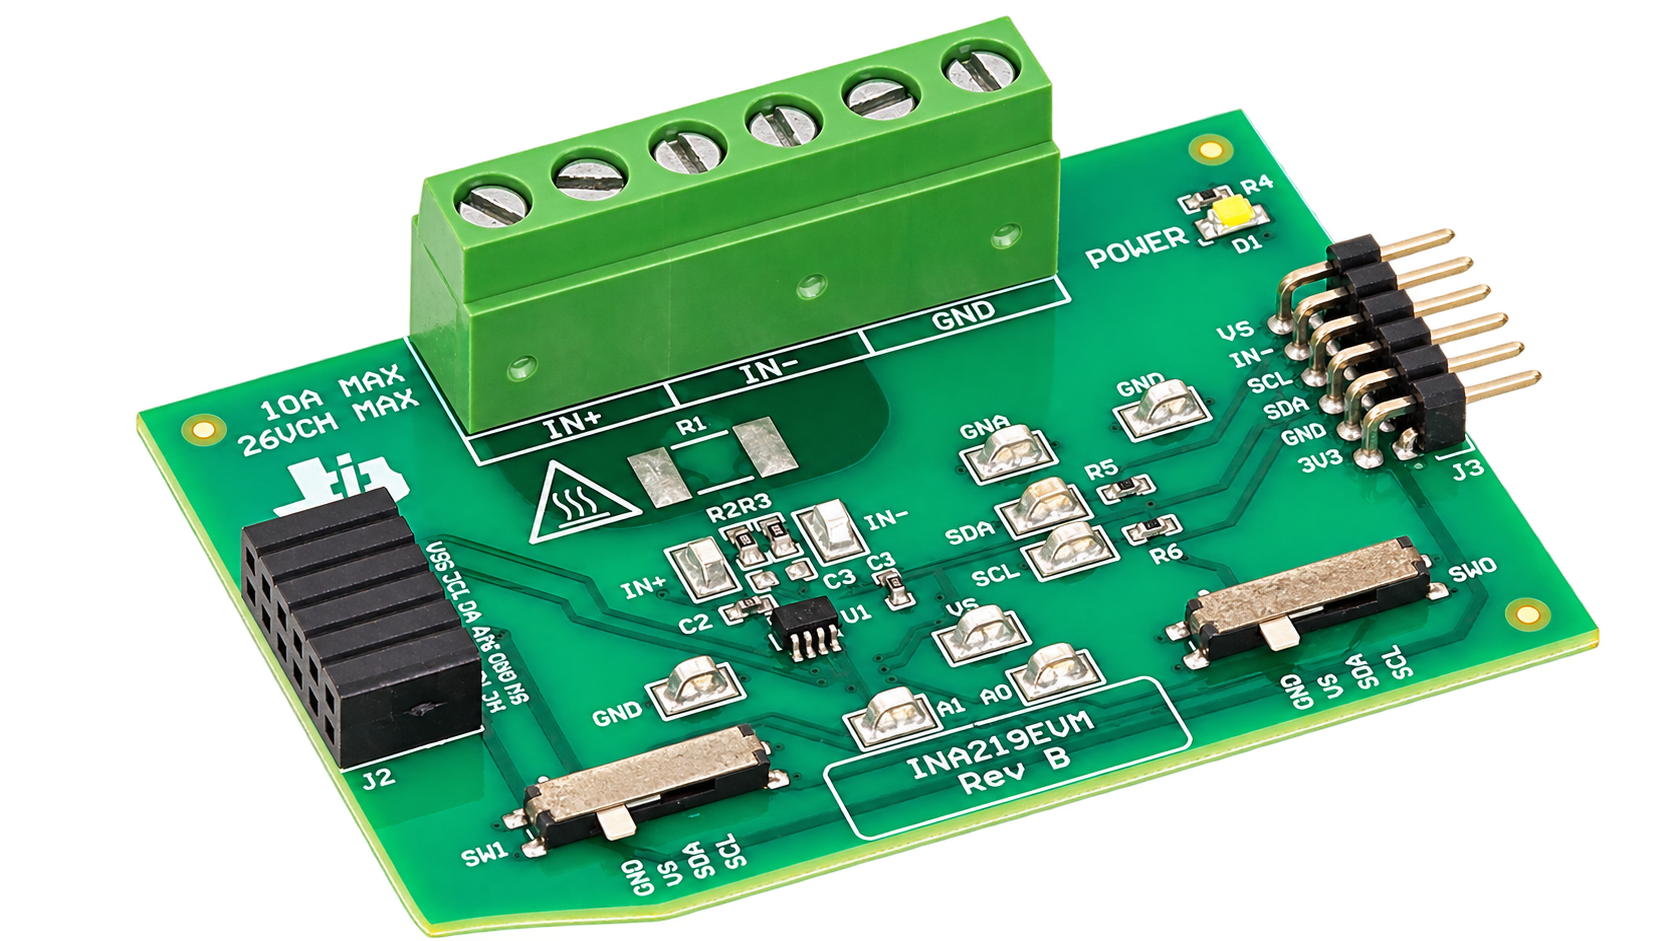 R4
D1
POWER
GND
IN-
IN+
10A MAX
26VCH MAX
R1
VS
IN-
SCL
SDA
GND
3V3
J3
GND
GNA
SDA
SCL
R5
R6
R2R3
IN-
IN+
C3
C3
C2
U1
VS
A0
A1
GND
SW0
GND
VS
SDA
SCL
J2
SW1
GND
VS
SDA
SCL
INA219EVM
Rev B